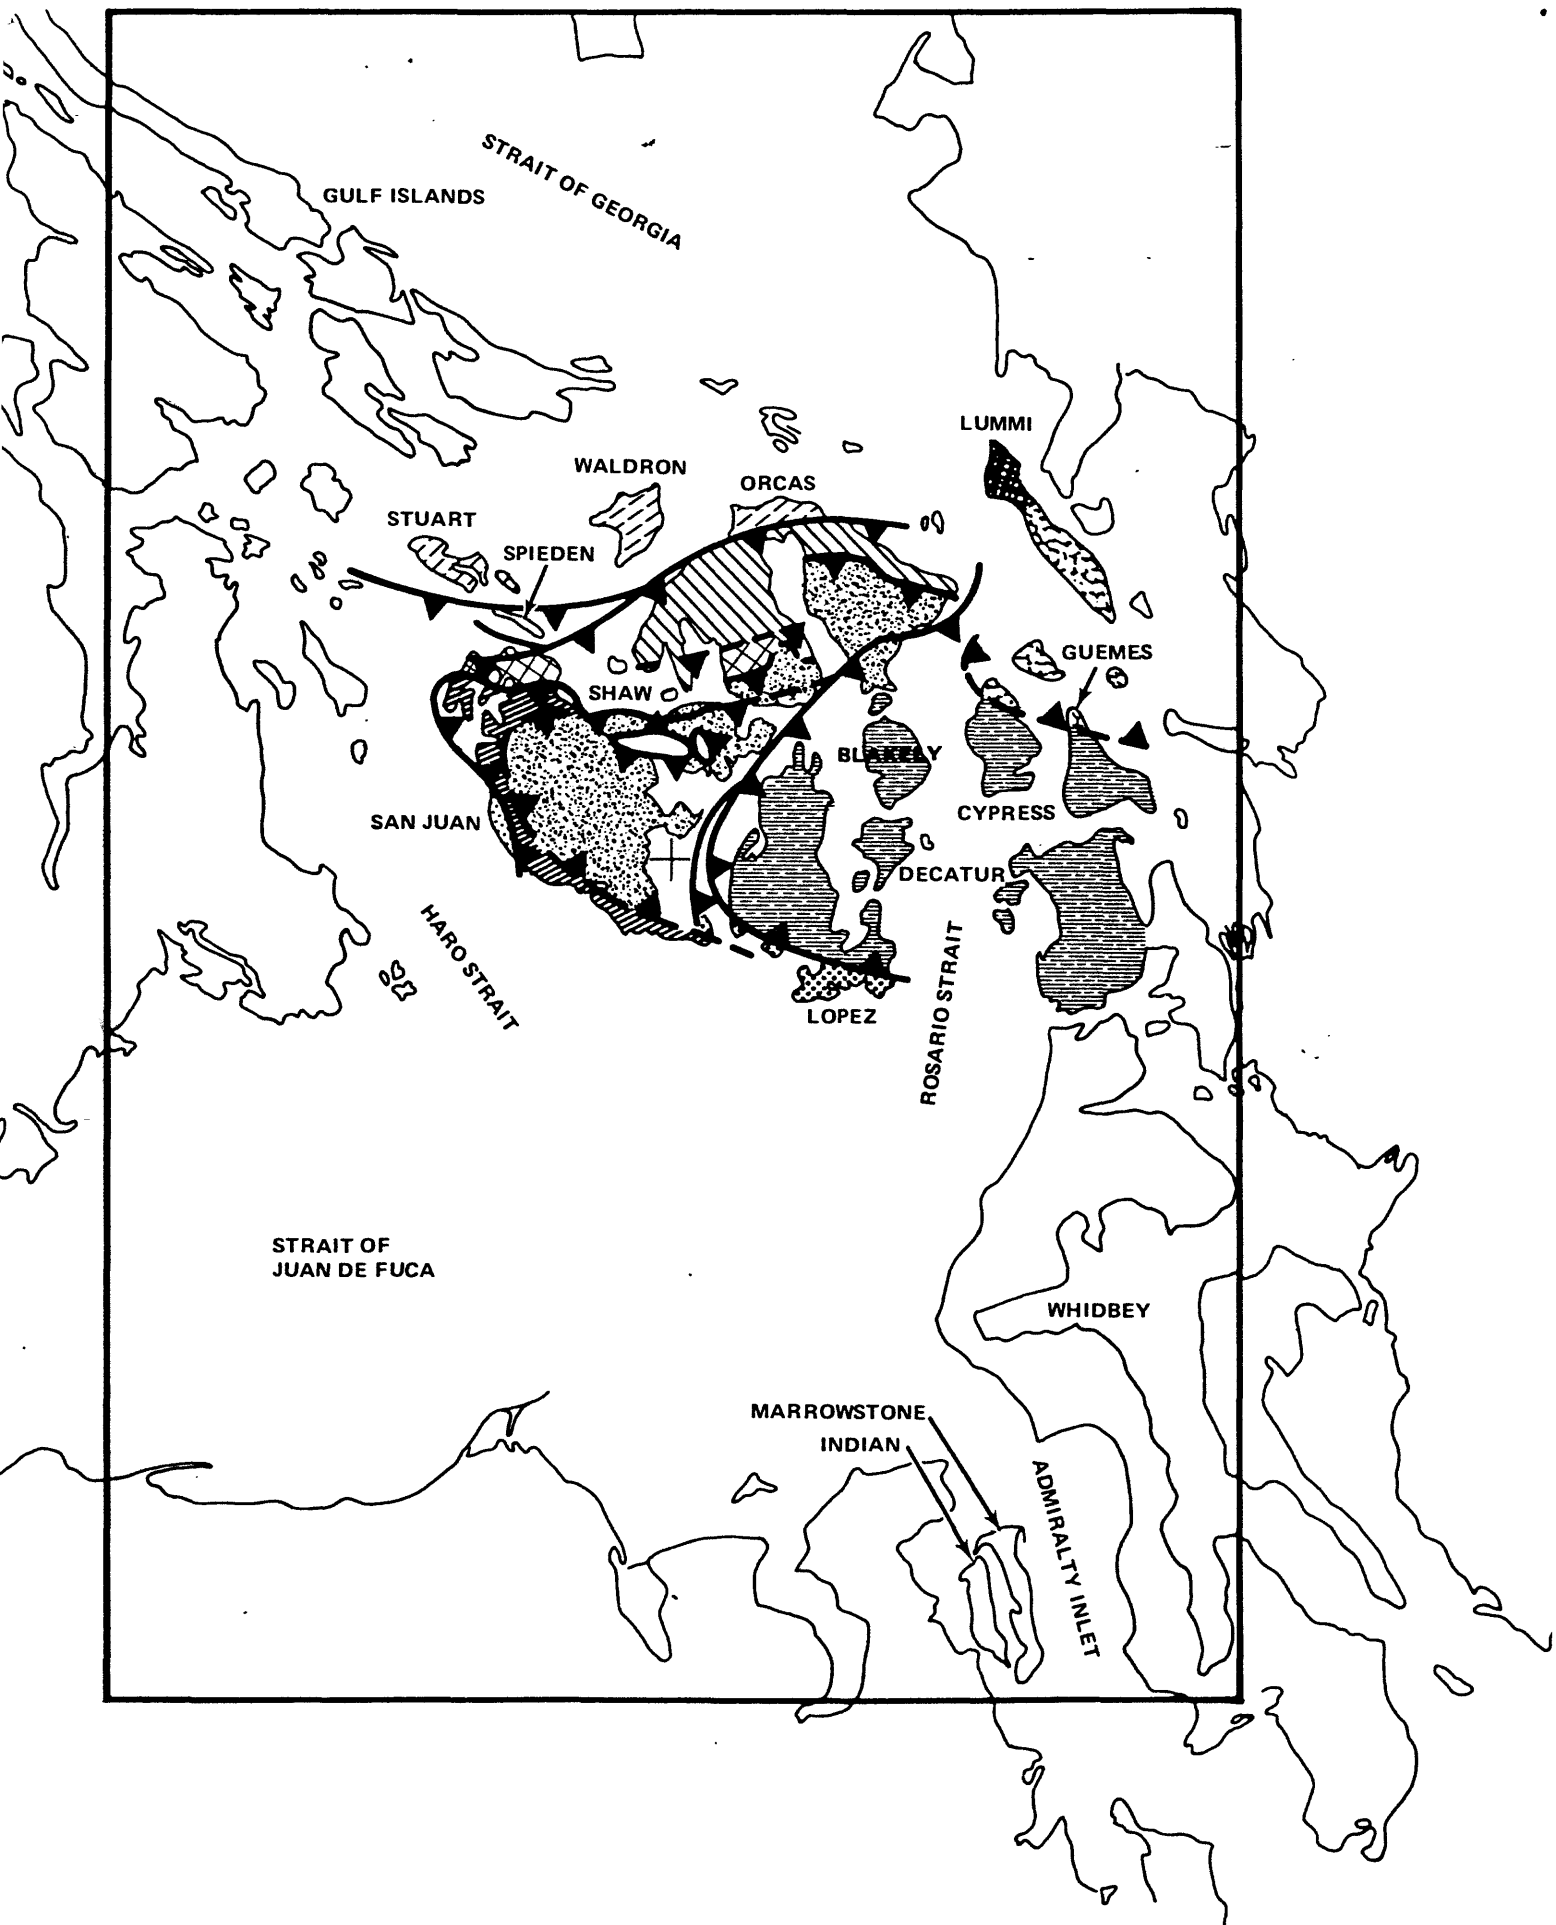 STRAIT OF GEORGIA
GULF ISLANDS
LUMMI
WALDRON
ORCAS
STUART
SPIEDEN
GUEMES
SHAW
BLAKELY
CYPRESS
SAN JUAN
DECATUR
HARO STRAIT
ROSARIO STRAIT
LOPEZ
STRAIT OF
JUAN DE FUCA
WHIDBEY
MARROWSTONE
INDIAN
ADMIRALTY INLET